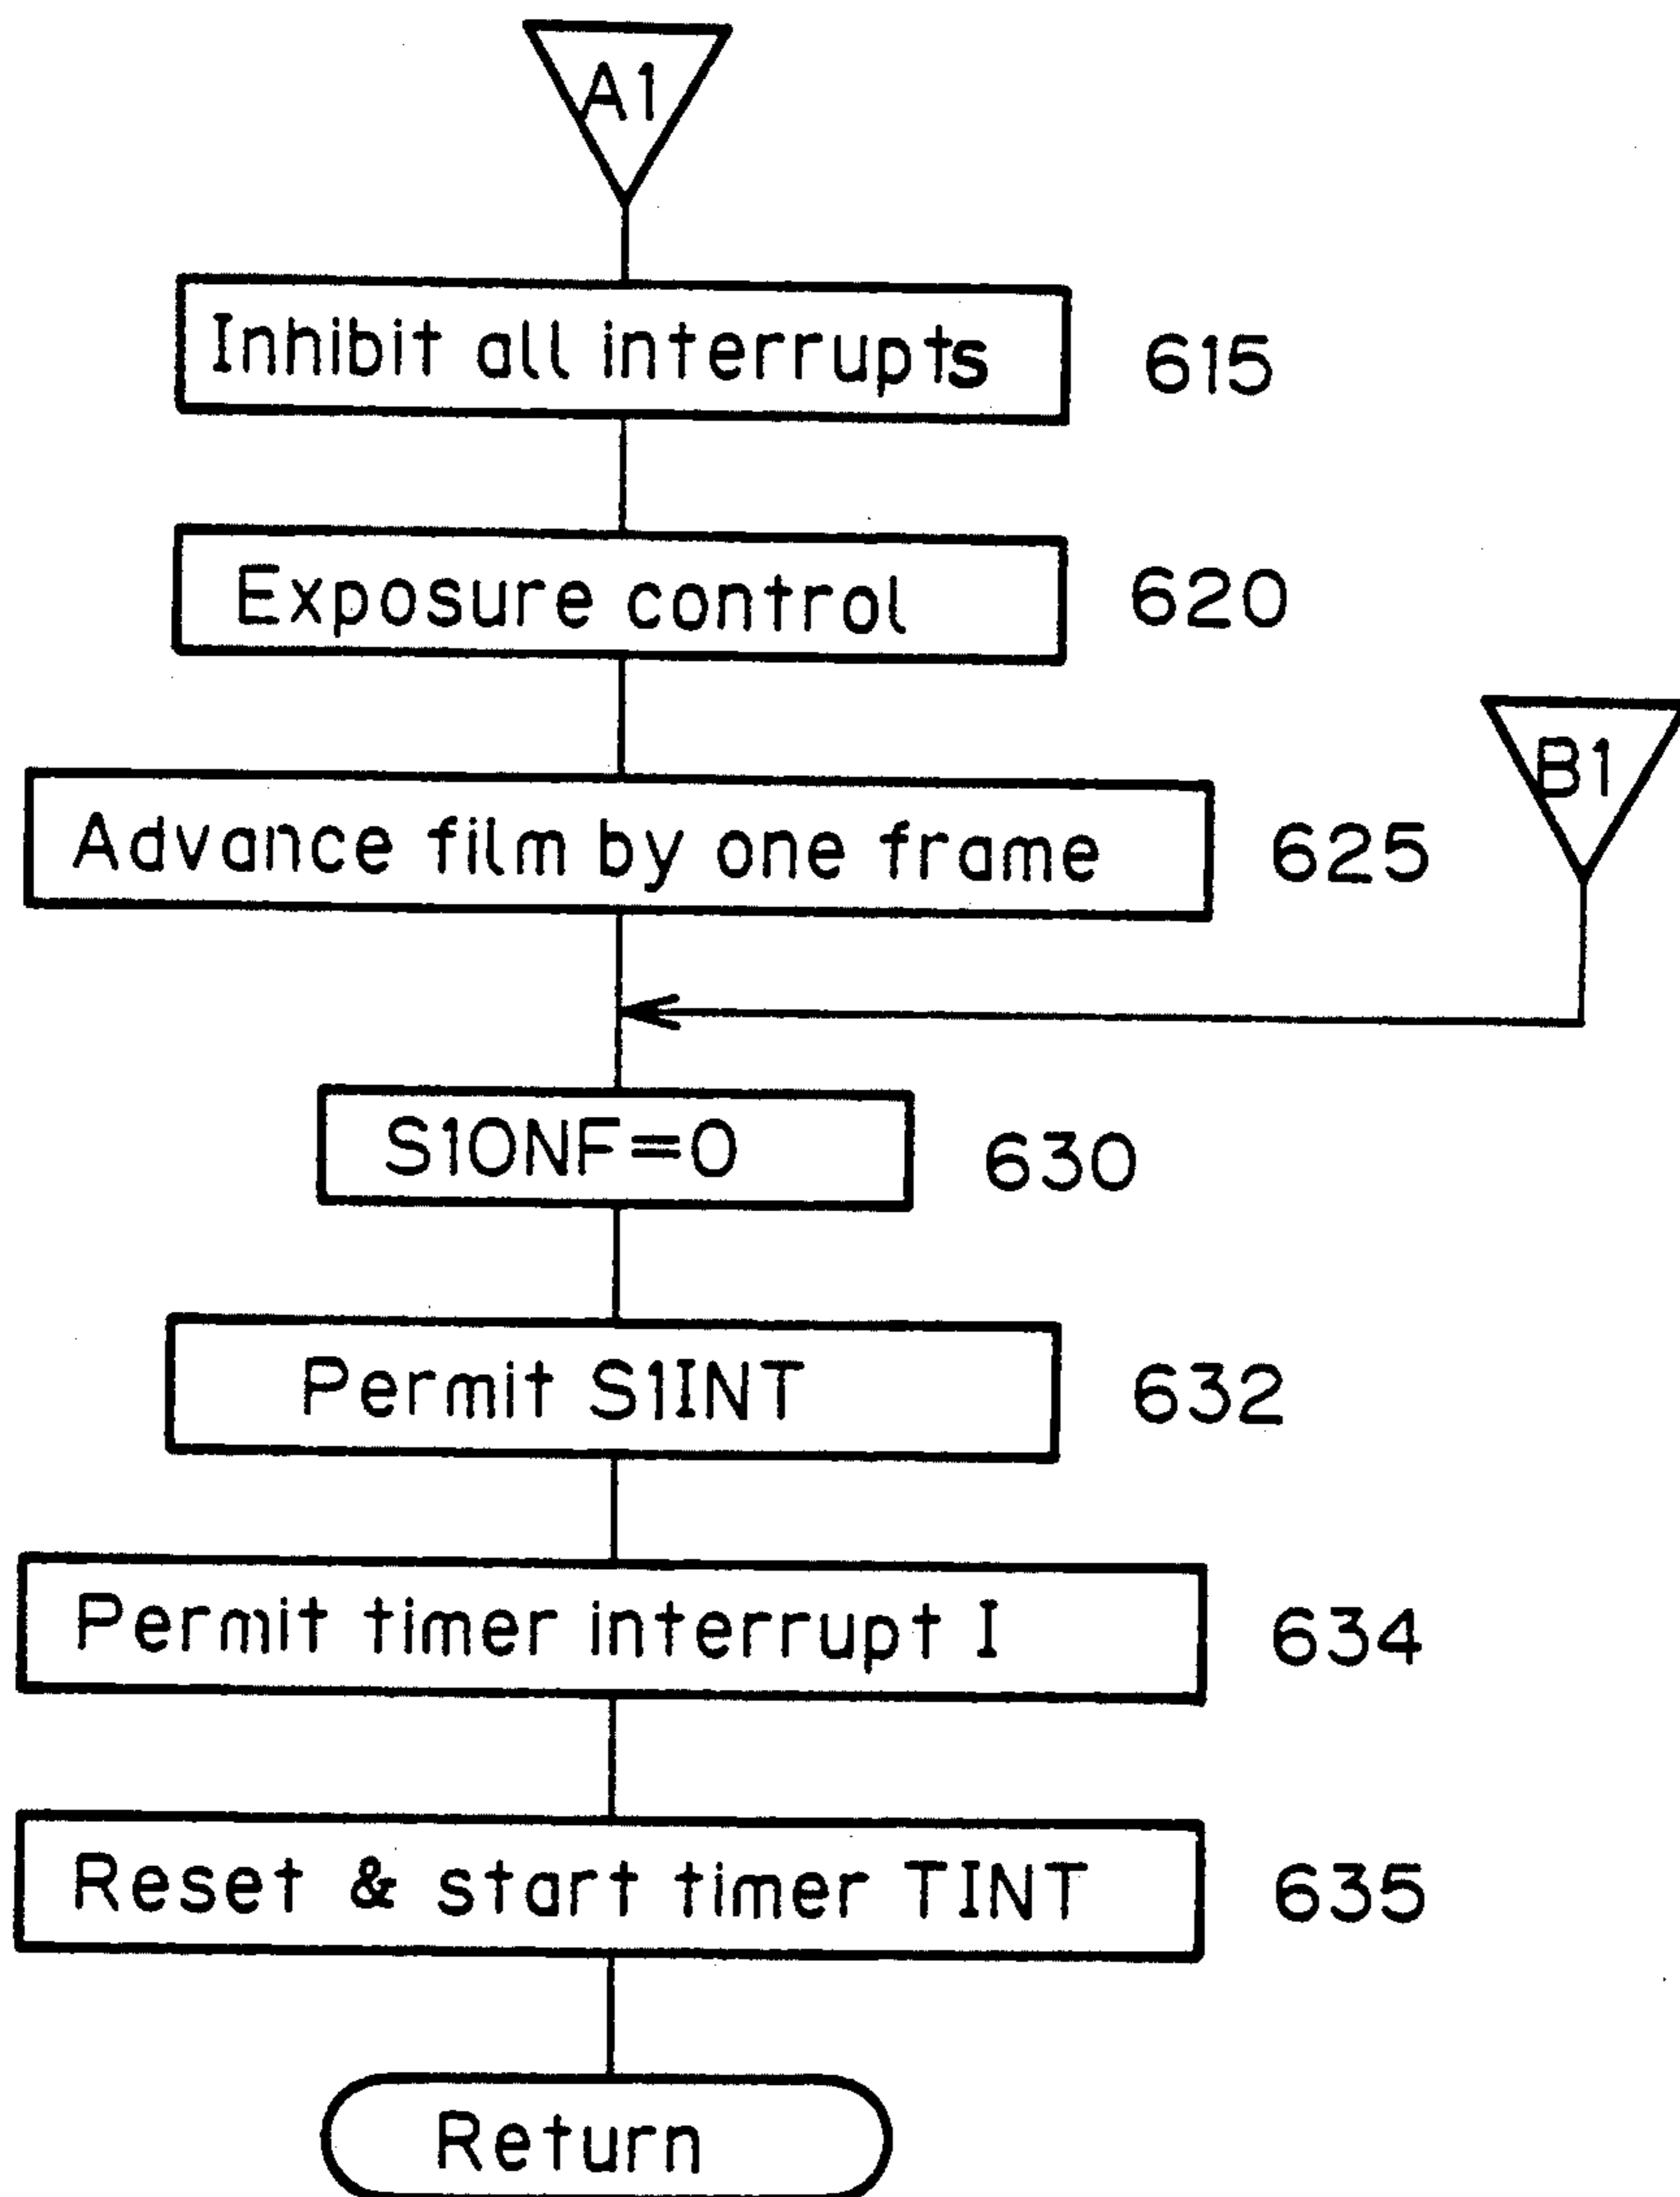 A1
Inhibit all interrupts 615
Exposure control 620
B1
Advance film by one frame 625
S1ONF=0 630
Permit S1INT 632
Permit timer interrupt I 634
Reset & start timer TINT 635
Return